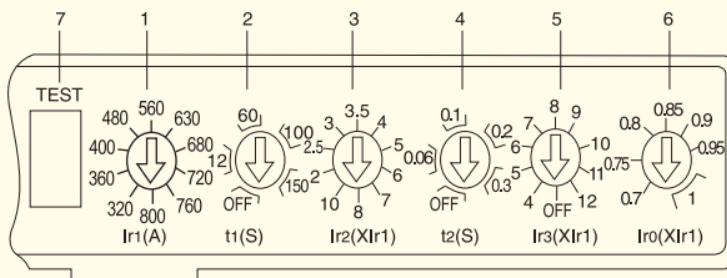 7 1 2 3 4 5 6
TEST
320 360 400 480 560 630 680 720 760 800
Ir1(A)
OFF 12 60 100 150
t1(S)
2 2.5 3 3.5 4 5 6 7 8 10
Ir2(XIr1)
OFF 0.06 0.1 0.2 0.3
t2(S)
4 5 6 7 8 9 10 11 12 OFF
Ir3(XIr1)
0.7 0.75 0.8 0.85 0.9 0.95 1
Ir0(XIr1)